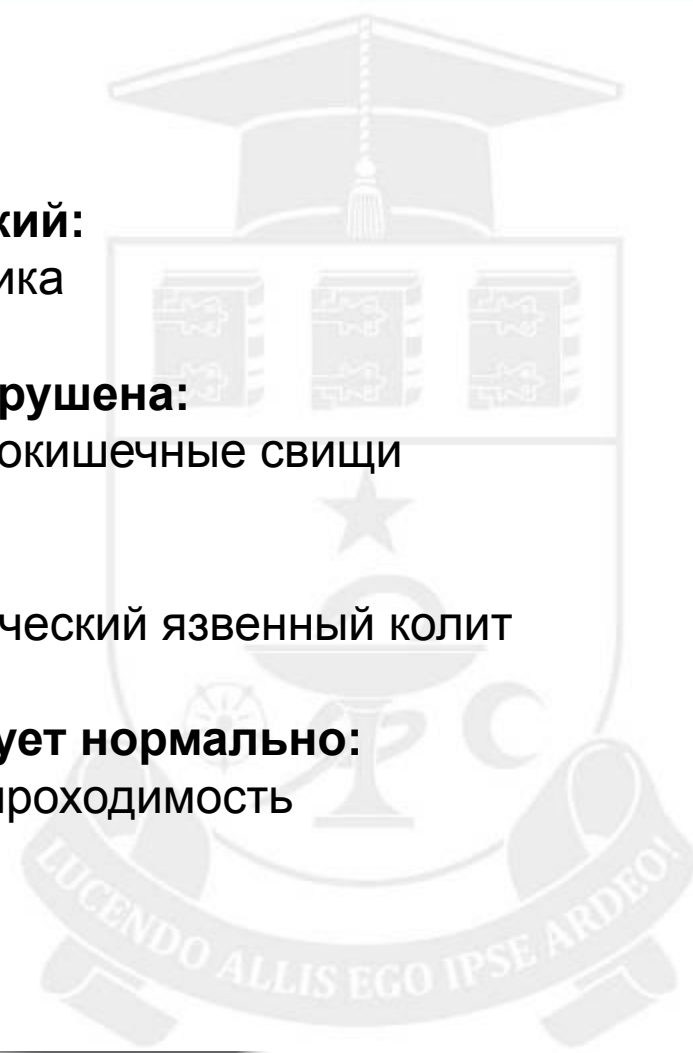 кий:
ика
рушена:
окишечные свищи
ческий язвенный колит
ует нормально:
проходимость
LUCENDO ALLIS EGO IPSE ARDEO!